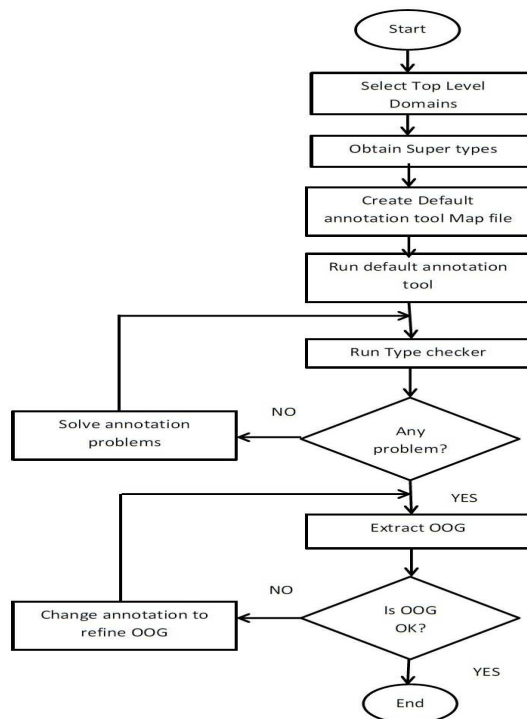 Start
Select Top Level
Domains
Obtain Super types
Create Default
annotation tool Map file
Run default annotation
tool
Run Type checker
NO
Solve annotation
problems
Any
problem?
YES
Extract OOG
NO
Change annotation to
refine OOG
Is OOG
OK?
YES
End